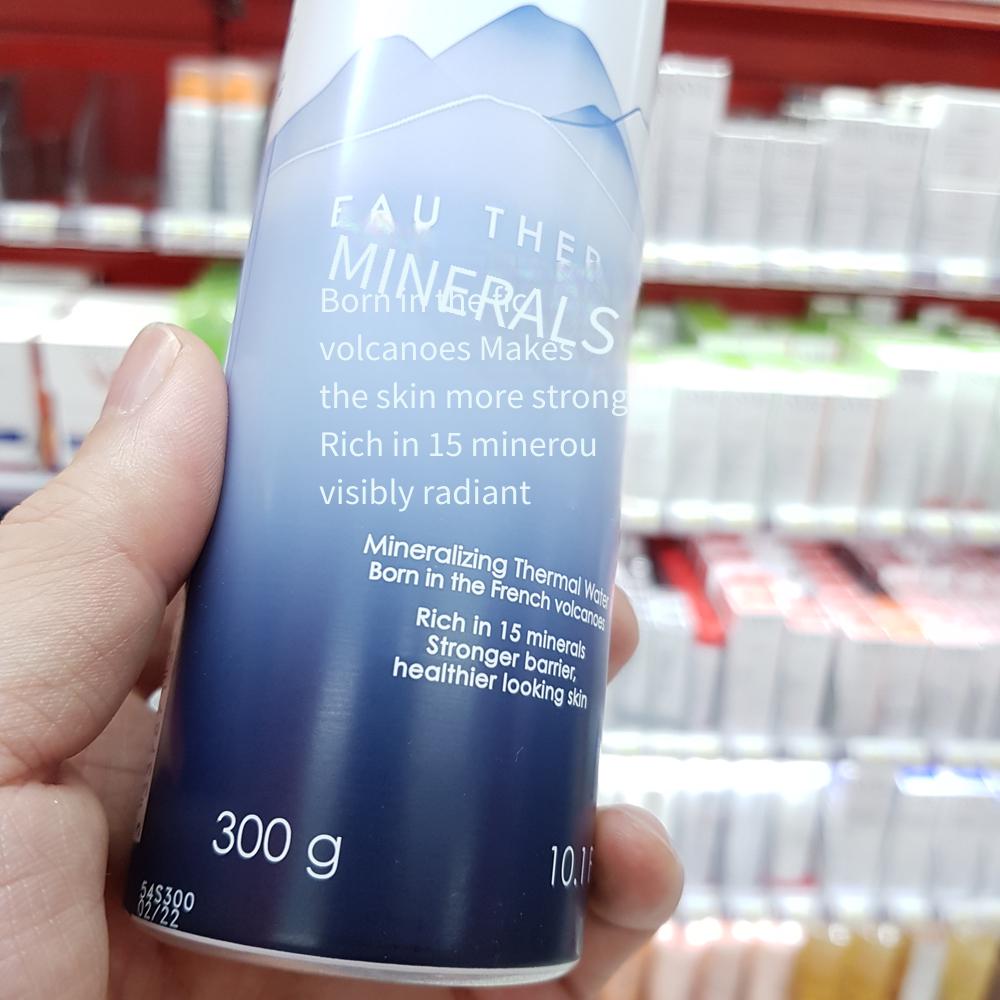 EAU THER
MINERALS
Born in the fic
volcanoes Makes
the skin more strong
Rich in 15 minerou
visibly radiant
Mineralizing Thermal Water
Born in the French volcanoes
Rich in 15 minerals
Stronger barrier,
healthier looking skin
300 g
10.1
54S300
02/22